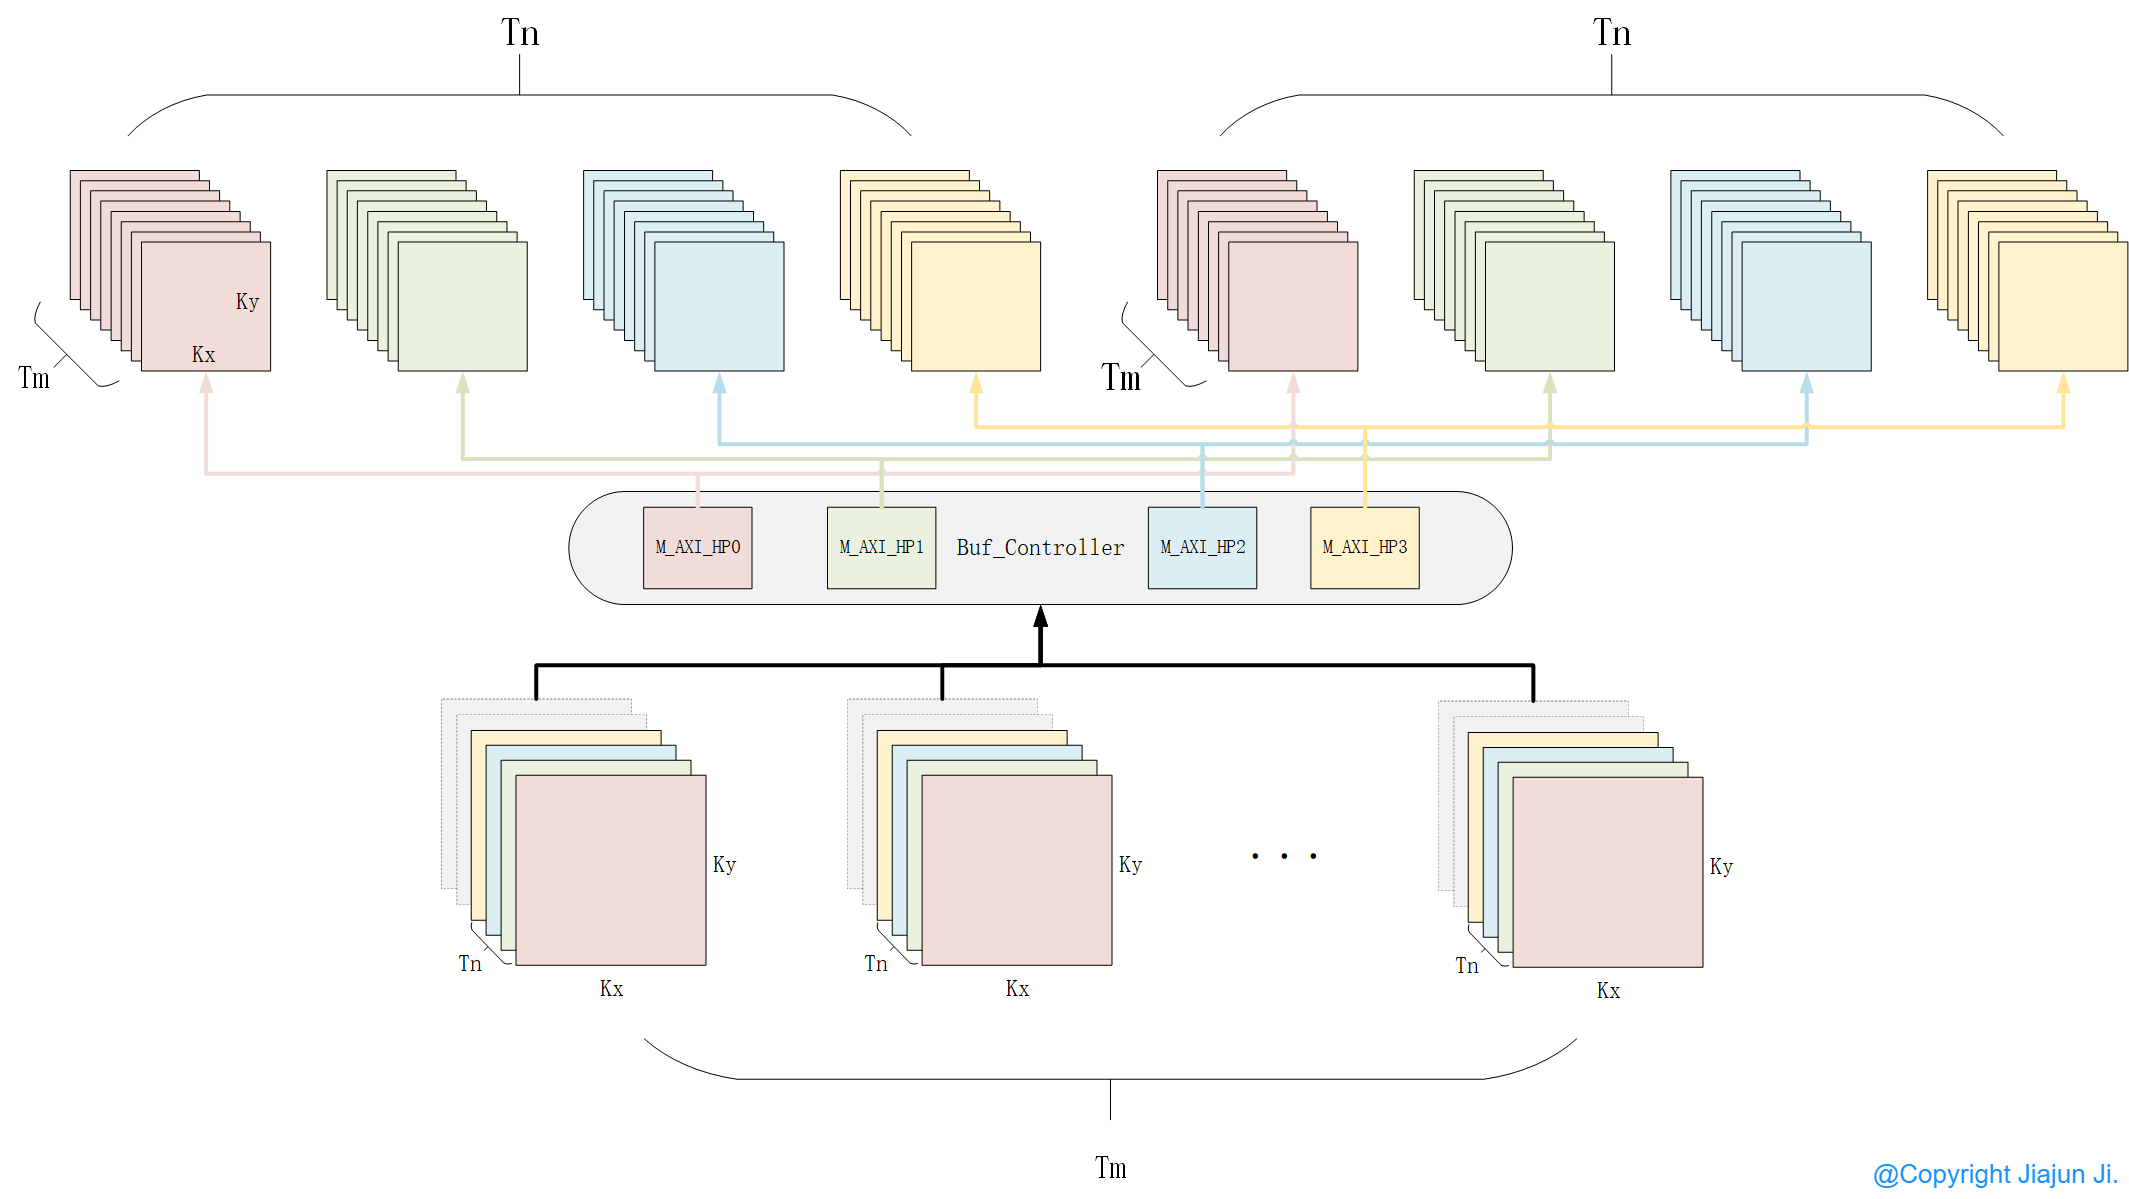 Tn
Tn
Ky
Kx
Tm
Tm
M_AXI_HP0
M_AXI_HP1
Buf_Controller
M_AXI_HP2
M_AXI_HP3
Ky
Ky
. . .
Ky
Tn
Tn
Tn
Kx
Kx
Kx
Tm
@Copyright Jiajun Ji.